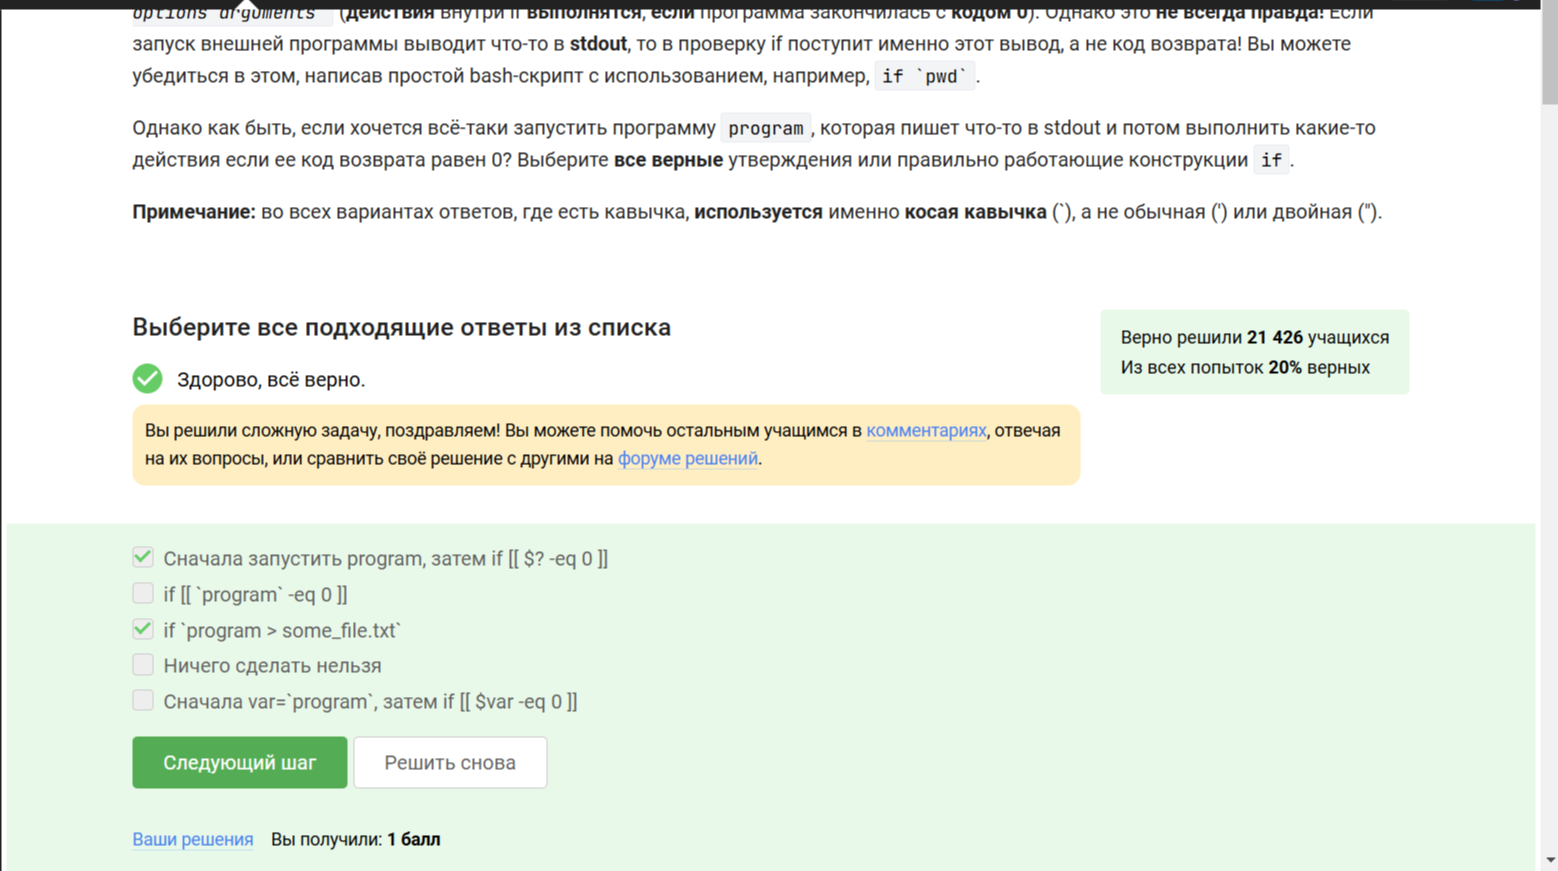 options arguments` (действия внутри if выполнятся, если программа закончилась с кодом 0). Однако это не всегда правда! Если
запуск внешней программы выводит что-то в stdout, то в проверку if поступит именно этот вывод, а не код возврата! Вы можете
убедиться в этом, написав простой bash-скрипт с использованием, например, if `pwd`.
Однако как быть, если хочется всё-таки запустить программу program, которая пишет что-то в stdout и потом выполнить какие-то
действия если ее код возврата равен 0? Выберите все верные утверждения или правильно работающие конструкции if.
Примечание: во всех вариантах ответов, где есть кавычка, используется именно косая кавычка (`), а не обычная (') или двойная (").
Выберите все подходящие ответы из списка
Верно решили 21 426 учащихся
Из всех попыток 20% верных
Здорово, всё верно.
Вы решили сложную задачу, поздравляем! Вы можете помочь остальным учащимся в комментариях, отвечая
на их вопросы, или сравнить своё решение с другими на форуме решений.
Сначала запустить program, затем if [[ $? -eq 0 ]]
if [[ `program` -eq 0 ]]
if `program > some_file.txt`
Ничего сделать нельзя
Сначала var=`program`, затем if [[ $var -eq 0 ]]
Следующий шаг
Решить снова
Ваши решения Вы получили: 1 балл